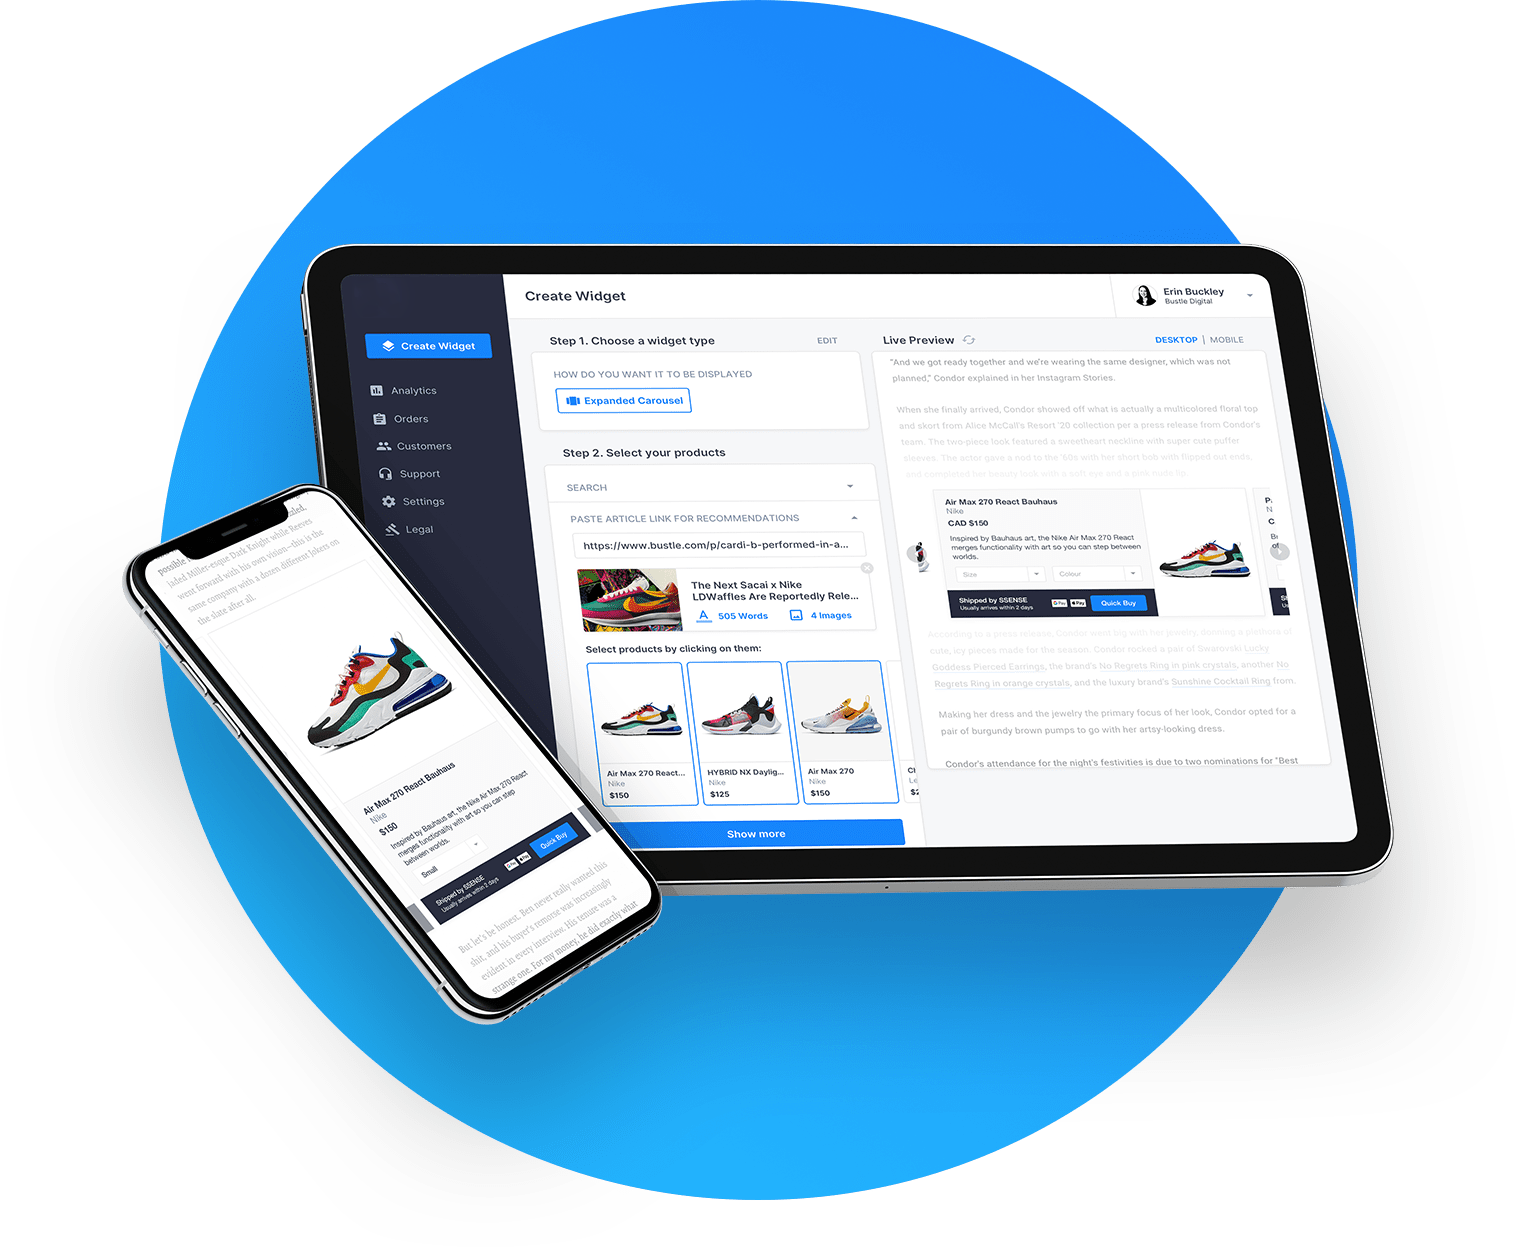 Create Widget
Erin Buckley
Bustle Digital
Create Widget
Analytics
Orders
Customers
Support
Settings
Legal
Step 1. Choose a widget type
EDIT
HOW DO YOU WANT IT TO BE DISPLAYED
Expanded Carousel
Step 2. Select your products
SEARCH
PASTE ARTICLE LINK FOR RECOMMENDATIONS
https://www.bustle.com/p/cardi-b-performed-in-a...
The Next Sacai x Nike
LDWaffles Are Reportedly Rele...
505 Words
4 Images
Select products by clicking on them:
Air Max 270 React...
Nike
$150
HYBRID NX Daylig...
Nike
$125
Air Max 270
Nike
$150
Show more
Live Preview
DESKTOP | MOBILE
"And we got ready together and we're wearing the same designer, which was not
planned," Condor explained in her Instagram Stories.
When she finally arrived, Condor showed off what is actually a multicolored floral top
and skort from Alice McCall's Resort '20 collection per a press release from Condor's
team. The two-piece look featured a sweetheart neckline with super cute puffer
sleeves. The actor gave a nod to the '60s with her short bob with flipped out ends,
and completed her beauty look with a soft eye and a pink nude lip.
Air Max 270 React Bauhaus
Nike
CAD $150
Inspired by Bauhaus art, the Nike Air Max 270 React
merges functionality with art so you can step between
worlds.
Size
Colour
Shipped by SSENSE
Usually arrives within 2 days
G Pay
Pay
Quick Buy
According to a press release, Condor went big with her jewelry, donning a plethora of
cute, icy pieces made for the season. Condor rocked a pair of Swarovski Lucky
Goddess Pierced Earrings, the brand's No Regrets Ring in pink crystals, another No
Regrets Ring in orange crystals, and the luxury brand's Sunshine Cocktail Ring from.
Making her dress and the jewelry the primary focus of her look, Condor opted for a
pair of burgundy brown pumps to go with her artsy-looking dress.
Condor's attendance for the night's festivities is due to two nominations for "Best
possible
jaded Miller-esque Dark Knight while Reeves
went forward with his own vision–this is the
same company with a dozen different Jokers on
the slate after all.
Air Max 270 React Bauhaus
Nike
$150
Inspired by Bauhaus art, the Nike Air Max 270 React
merges functionality with art so you can step
between worlds.
Small
Shipped by SSENSE
Usually arrives within 2 days
G Pay
Pay
Quick Buy
But let's be honest. Ben never really wanted this
shit, and his buyer's remorse was increasingly
evident in every interview. His tenure was a
strange one. For my money, he did exactly what